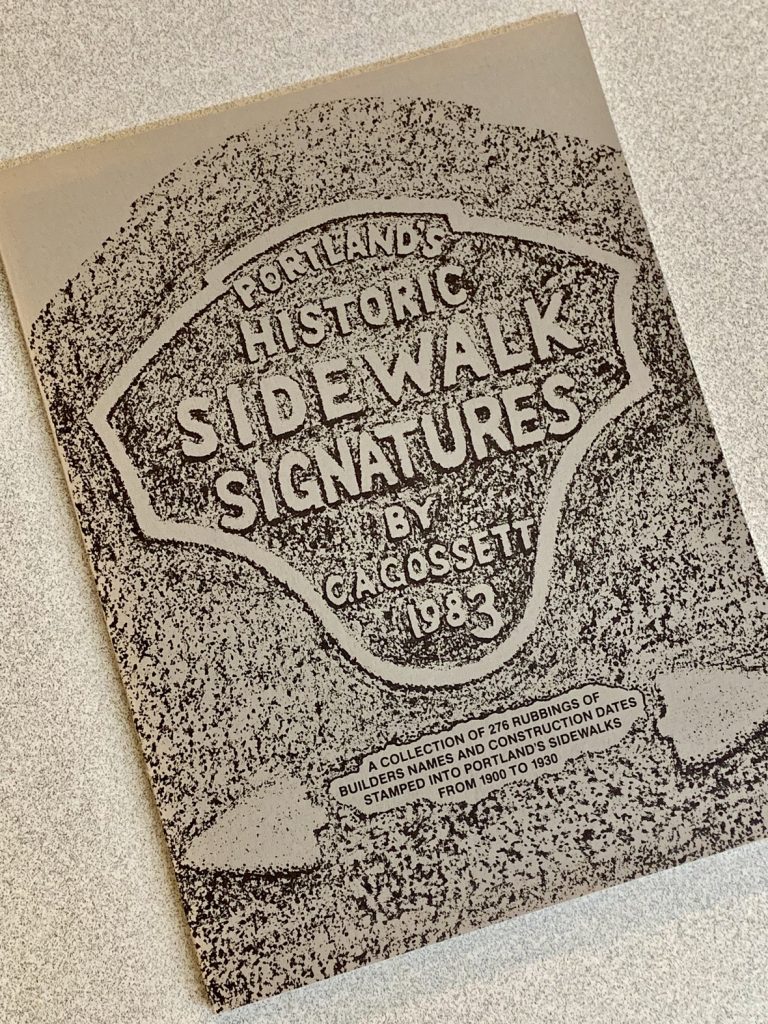 PORTLAND'S
HISTORIC
SIDEWALK
SIGNATURES
BY
C.A.GOSSETT
1983
A COLLECTION OF 276 RUBBINGS OF
BUILDERS NAMES AND CONSTRUCTION DATES
STAMPED INTO PORTLAND'S SIDEWALKS
FROM 1900 TO 1930